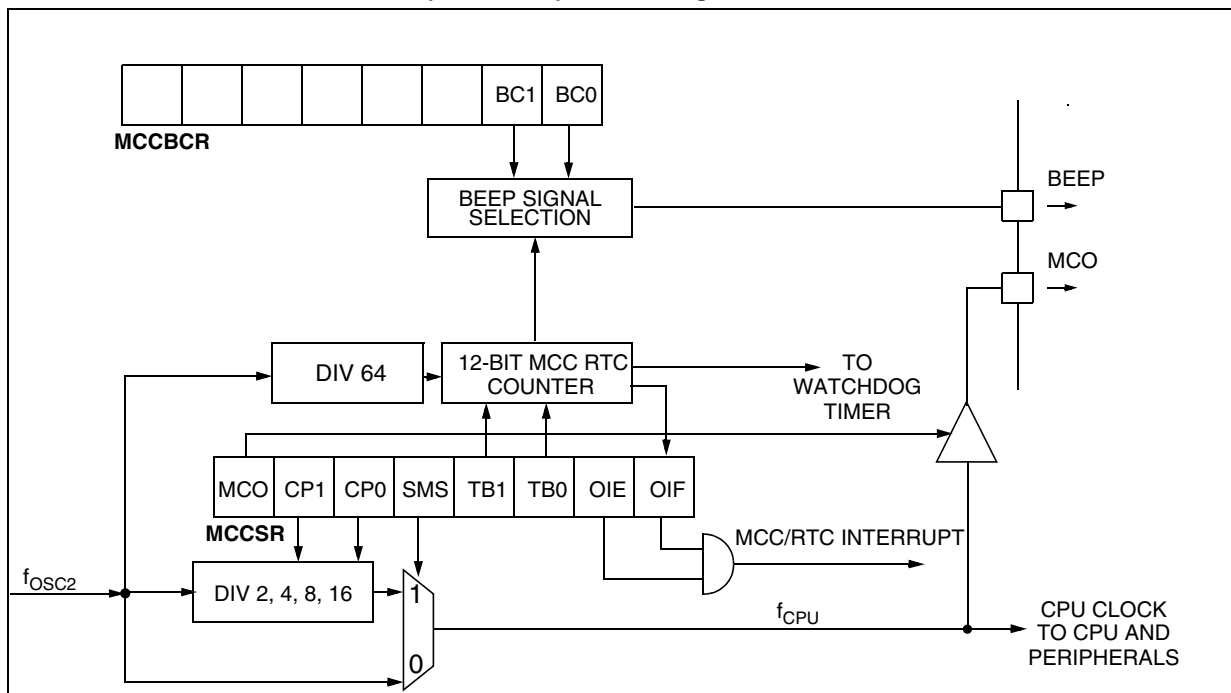 BC1 BC0
MCCBCR
BEEP SIGNAL
SELECTION
BEEP
MCO
DIV 64
12-BIT MCC RTC
COUNTER
TO
WATCHDOG
TIMER
MCO CP1 CP0 SMS TB1 TB0 OIE OIF
MCCSR
MCC/RTC INTERRUPT
fOSC2
DIV 2, 4, 8, 16
1
0
fCPU
CPU CLOCK
TO CPU AND
PERIPHERALS